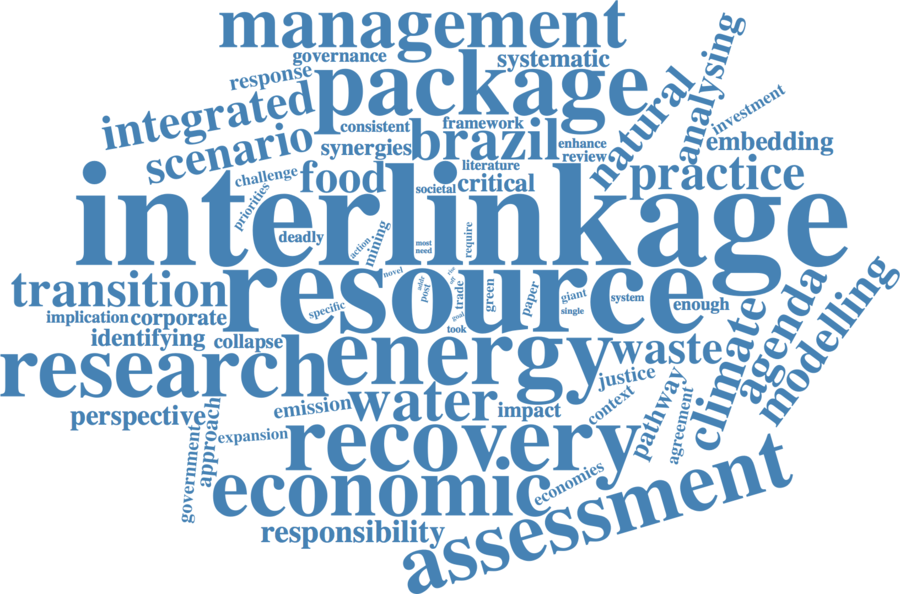 management
governance
systematic
response
package
integrated
consistent
framework
brazil
scenario
synergies
enhance
review
natural
analysing
investment
embedding
literature
challenge
food
societal
critical
practice
priorities
interlinkage
deadly
action
mining
most
need
require
novel
transition
resource
specific
post
trade
green
paper
giant
single
system
enough
goal
took
implication
corporate
identifying
collapse
research
energy
waste
climate
agenda
modelling
justice
perspective
emission
water
impact
context
pathway
agreement
approach
government
expansion
recovery
economic
economies
responsibility
assessment